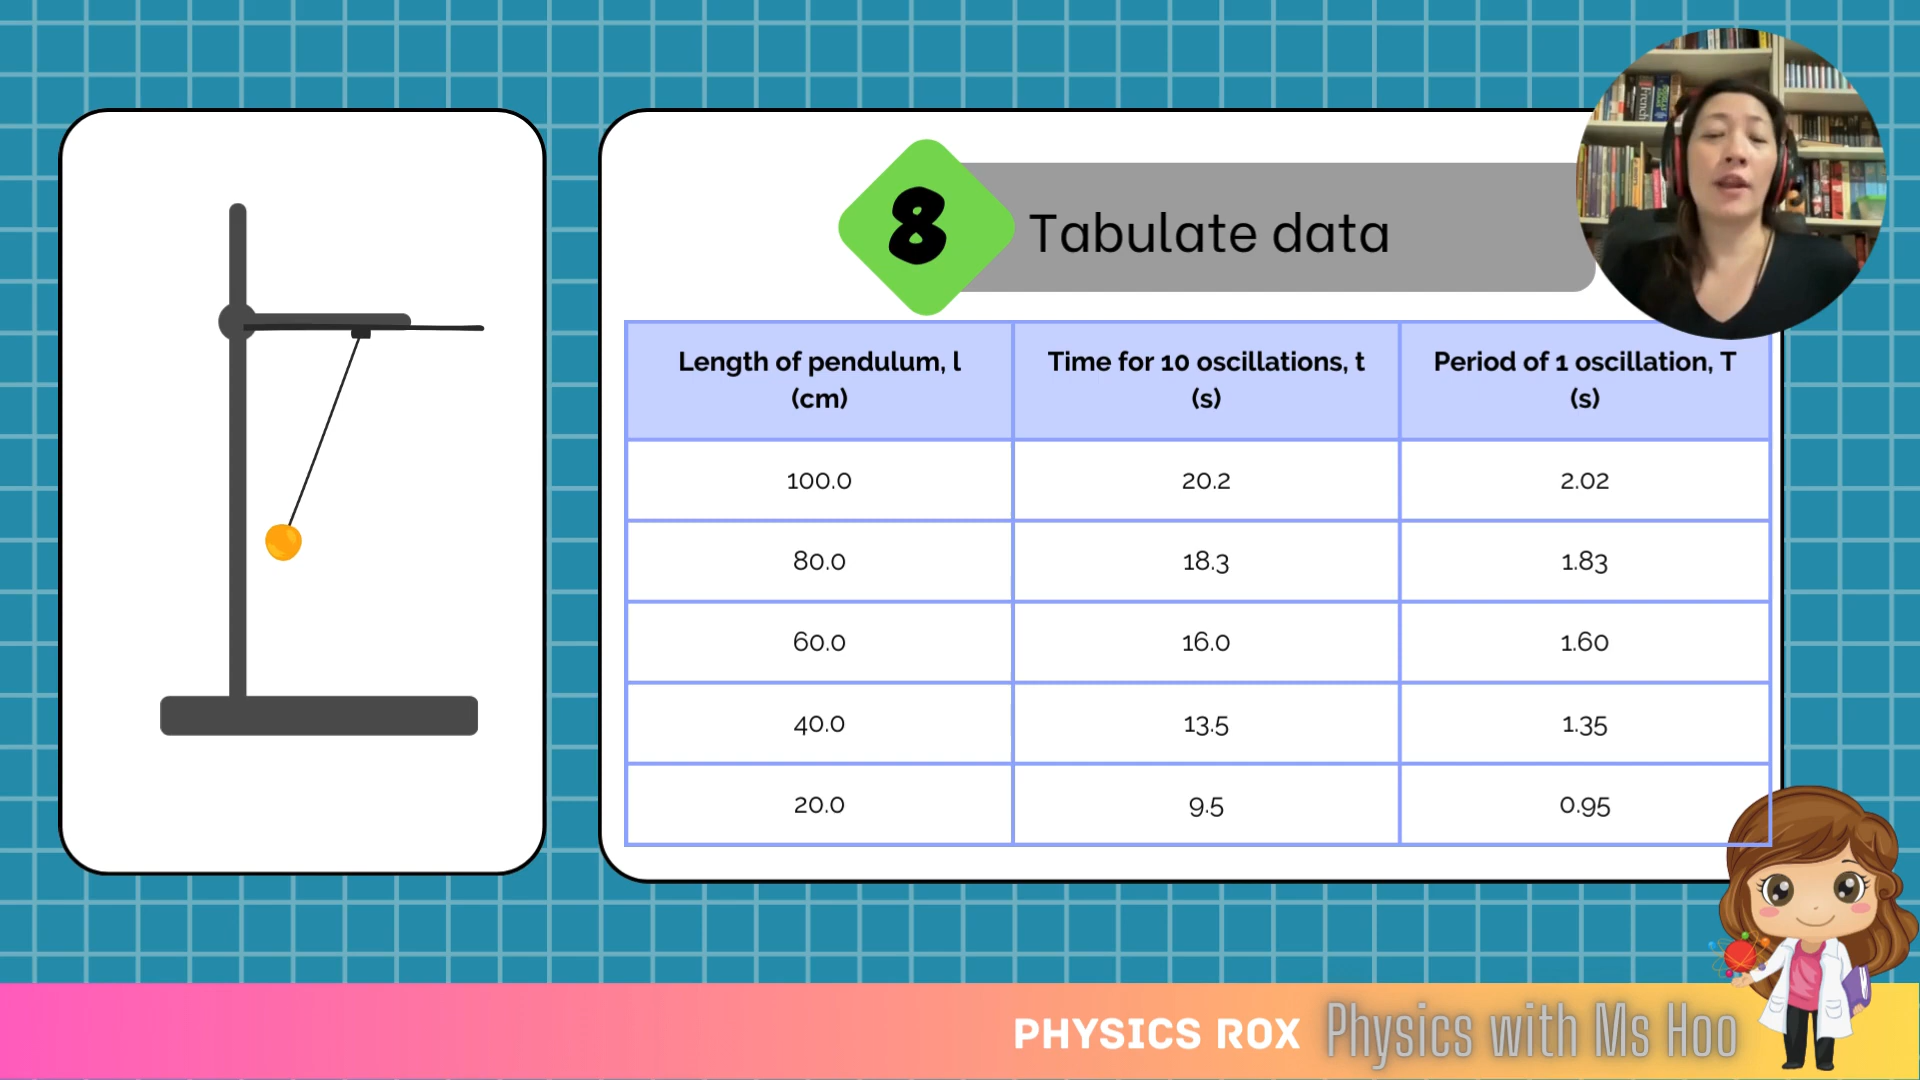 8
Tabulate data
Length of pendulum, l
(cm)
Time for 10 oscillations, t
(s)
Period of 1 oscillation, T
(s)
100.0 20.2 2.02
80.0 18.3 1.83
60.0 16.0 1.60
40.0 13.5 1.35
20.0 9.5 0.95
PHYSICS ROX Physics with Ms Hoo
French